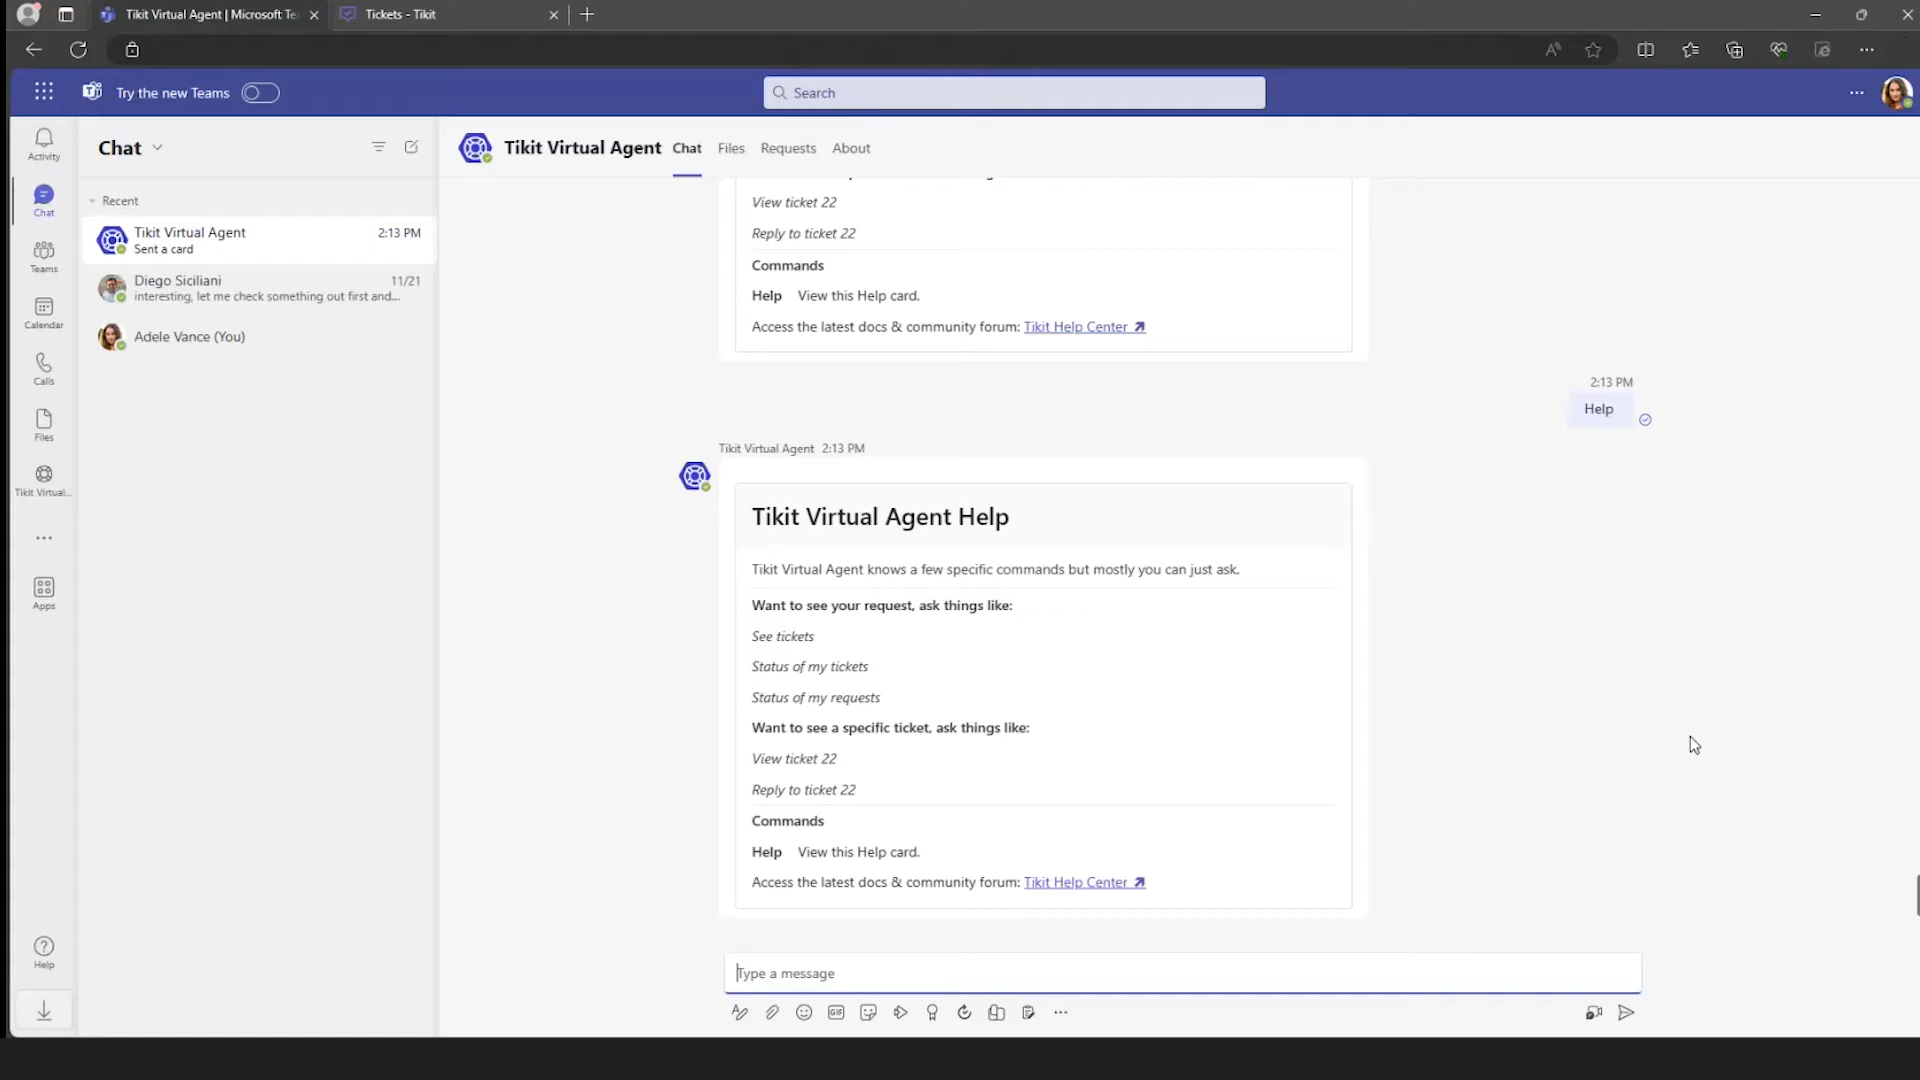 Tikit Virtual Agent | Microsoft Te
Tickets - Tikit
Try the new Teams
Search
Activity
Chat
Teams
Calendar
Calls
Files
Tikit Virtual...
Apps
Help
Chat
Recent
Tikit Virtual Agent 2:13 PM
Sent a card
Diego Siciliani 11/21
interesting, let me check something out first and...
Adele Vance (You)
Tikit Virtual Agent Chat Files Requests About
View ticket 22
Reply to ticket 22
Commands
Help View this Help card.
Access the latest docs & community forum: Tikit Help Center
2:13 PM
Help
Tikit Virtual Agent 2:13 PM
Tikit Virtual Agent Help
Tikit Virtual Agent knows a few specific commands but mostly you can just ask.
Want to see your request, ask things like:
See tickets
Status of my tickets
Status of my requests
Want to see a specific ticket, ask things like:
View ticket 22
Reply to ticket 22
Commands
Help View this Help card.
Access the latest docs & community forum: Tikit Help Center
Type a message
GIF